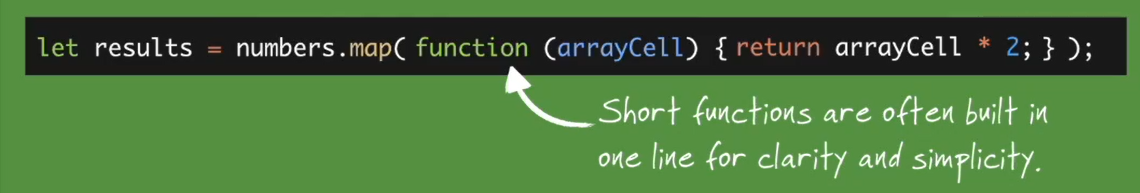 let results = numbers.map( function (arrayCell) { return arrayCell * 2; } );
Short functions are often built in
one line for clarity and simplicity.